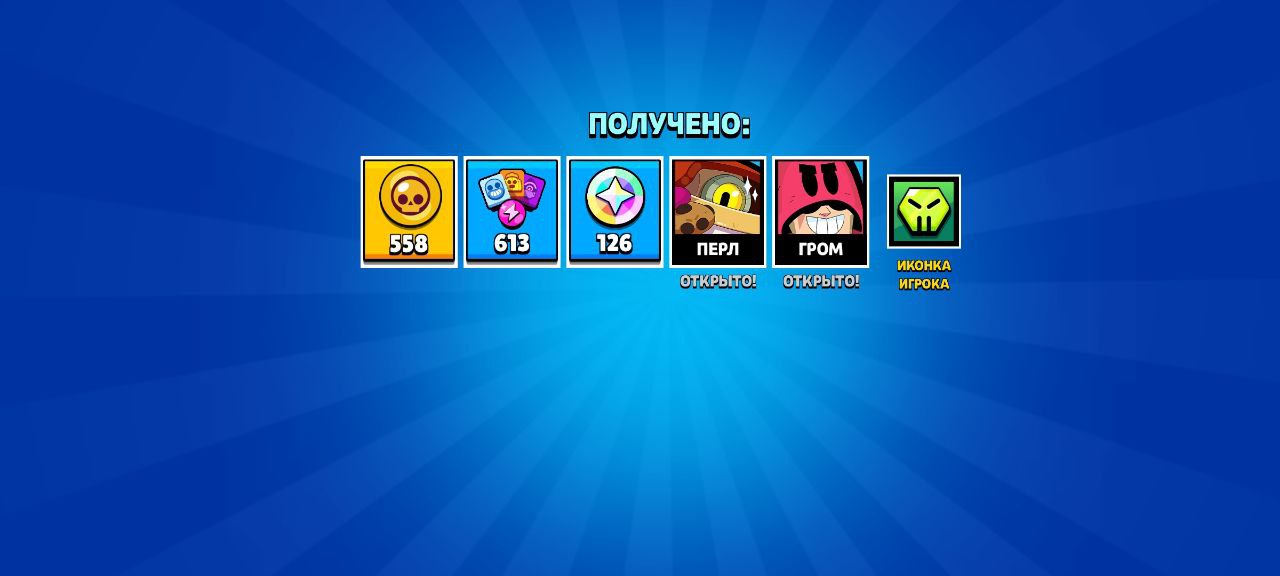 ПОЛУЧЕНО:
558
613
126
ПЕРЛ
ГРОМ
ОТКРЫТО!
ОТКРЫТО!
ИКОНКА
ИГРОКА